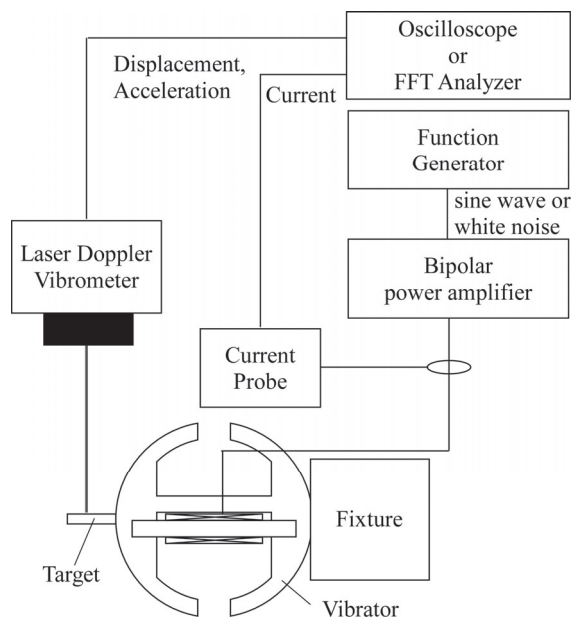 Oscilloscope
or
FFT Analyzer
Displacement,
Acceleration
Current
Function
Generator
sine wave or
white noise
Laser Doppler
Vibrometer
Bipolar
power amplifier
Current
Probe
Fixture
Target
Vibrator